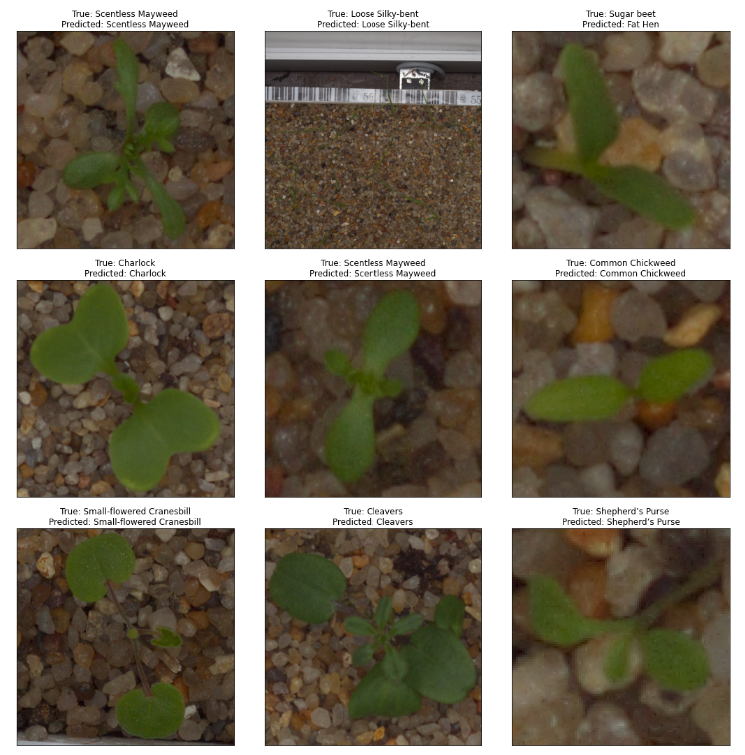 True: Scentless Mayweed
Predicted: Scentless Mayweed
True: Loose Silky-bent
Predicted: Loose Silky-bent
True: Sugar beet
Predicted: Fat Hen
True: Charlock
Predicted: Charlock
True: Scentless Mayweed
Predicted: Scentless Mayweed
True: Common Chickweed
Predicted: Common Chickweed
True: Small-flowered Cranesbill
Predicted: Small-flowered Cranesbill
True: Cleavers
Predicted: Cleavers
True: Shepherd’s Purse
Predicted: Shepherd’s Purse